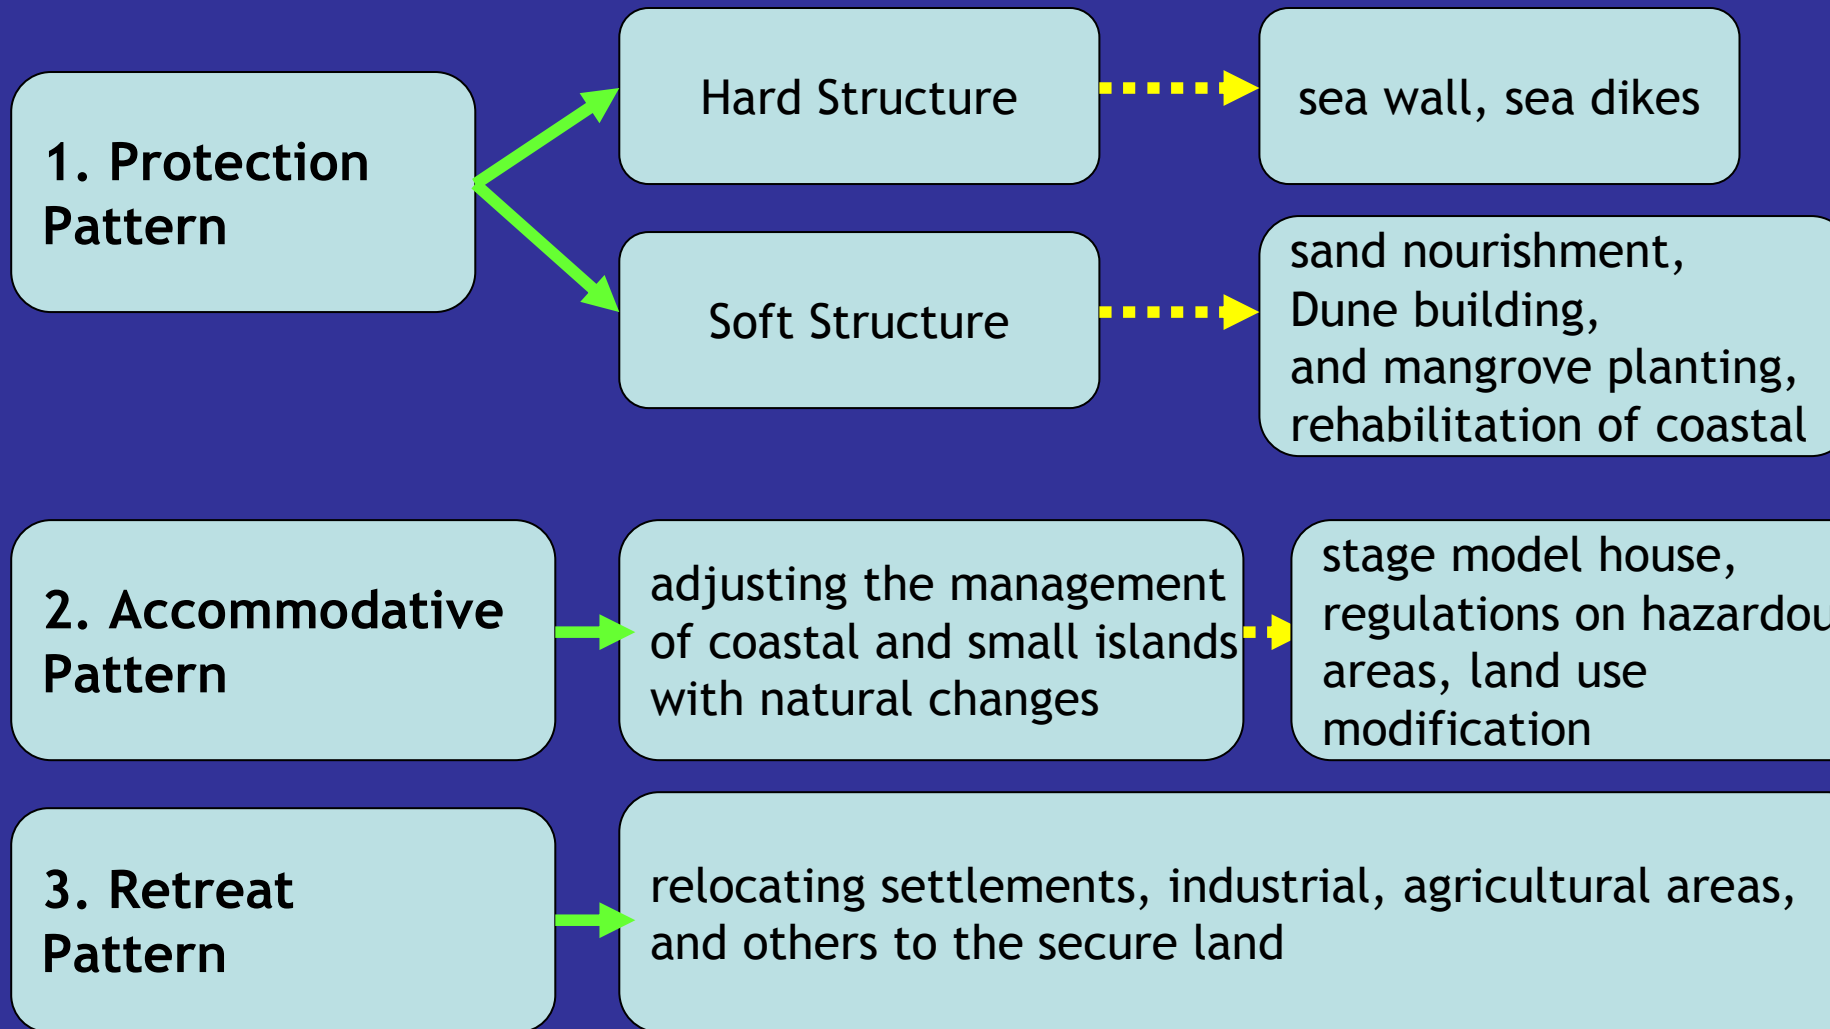 1. Protection
Pattern
Hard Structure
sea wall, sea dikes
Soft Structure
sand nourishment,
Dune building,
and mangrove planting,
rehabilitation of coastal
2. Accommodative
Pattern
adjusting the management
of coastal and small islands
with natural changes
stage model house,
regulations on hazardou
areas, land use
modification
3. Retreat
Pattern
relocating settlements, industrial, agricultural areas,
and others to the secure land